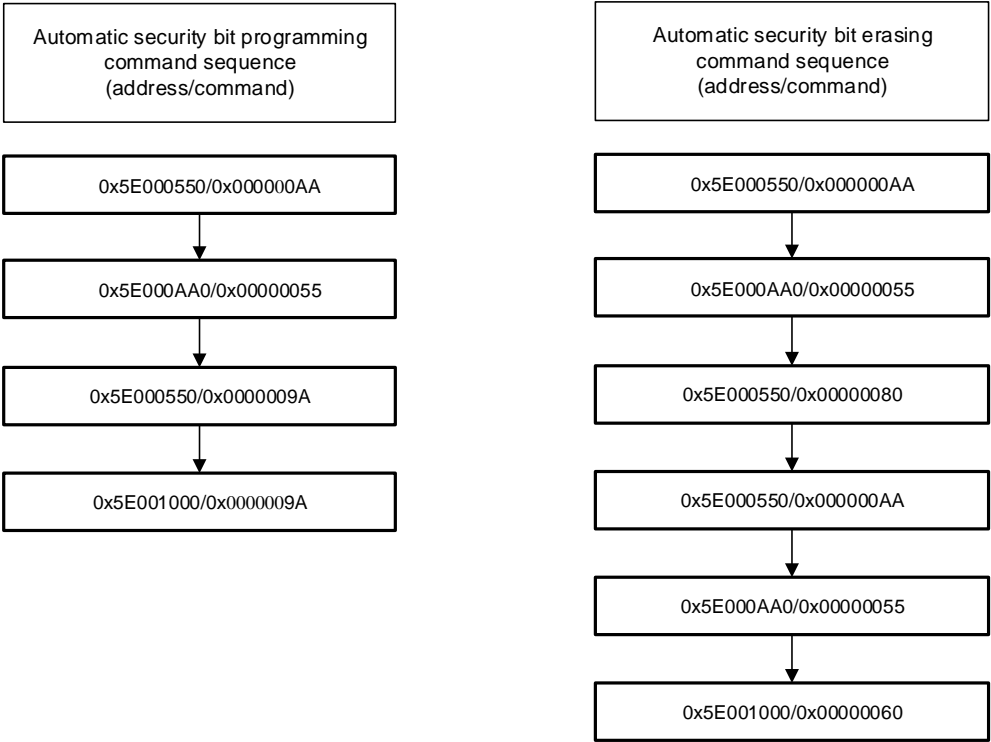 Automatic security bit programming
command sequence
(address/command)
0x5E000550/0x000000AA
0x5E000AA0/0x00000055
0x5E000550/0x0000009A
0x5E001000/0x0000009A
Automatic security bit erasing
command sequence
(address/command)
0x5E000550/0x000000AA
0x5E000AA0/0x00000055
0x5E000550/0x00000080
0x5E000550/0x000000AA
0x5E000AA0/0x00000055
0x5E001000/0x00000060